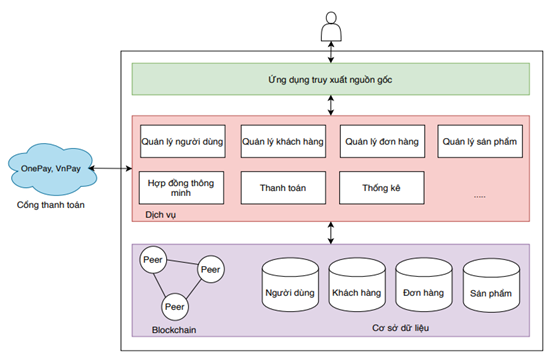 Ứng dụng truy xuất nguồn gốc
Quản lý người dùng
Quản lý khách hàng
Quản lý đơn hàng
Quản lý sản phẩm
OnePay, VnPay
Cổng thanh toán
Hợp đồng thông
minh
Thanh toán
Thống kê
.....
Dịch vụ
Peer
Peer
Peer
Blockchain
Người dùng
Khách hàng
Đơn hàng
Sản phẩm
Cơ sở dữ liệu